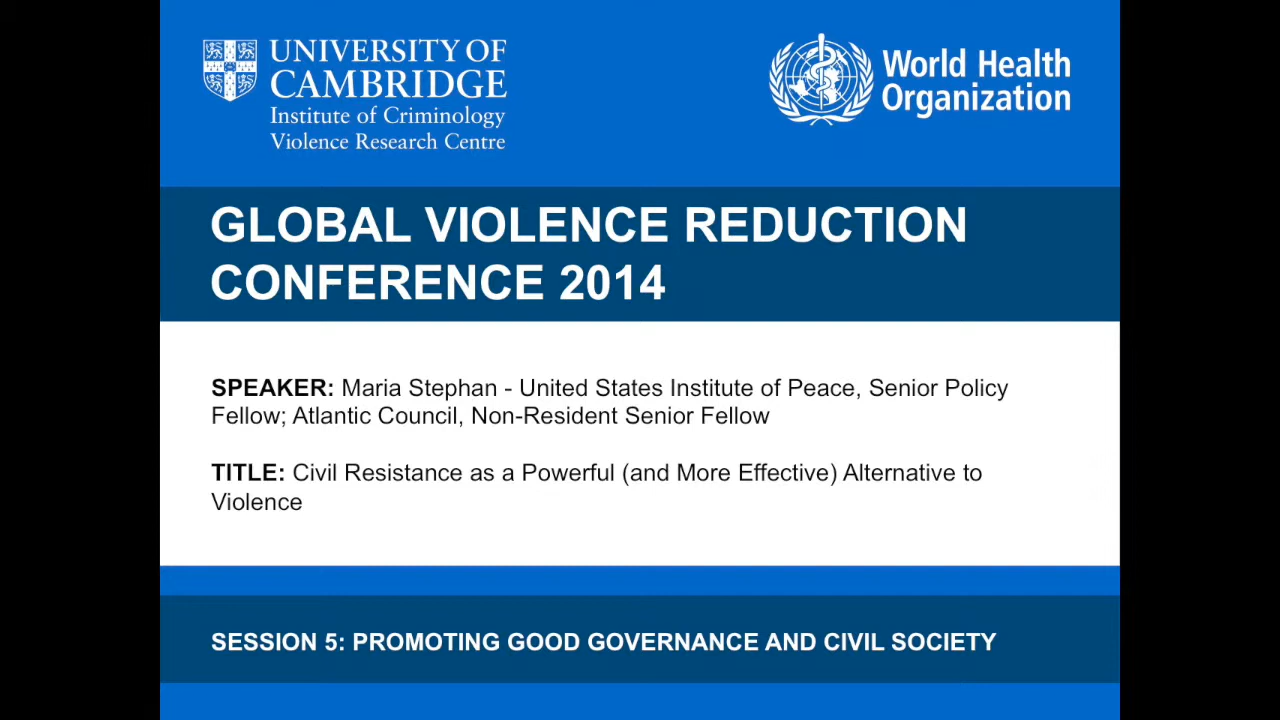 UNIVERSITY OF
CAMBRIDGE
Institute of Criminology
Violence Research Centre
World Health
Organization
GLOBAL VIOLENCE REDUCTION
CONFERENCE 2014
SPEAKER: Maria Stephan - United States Institute of Peace, Senior Policy
Fellow; Atlantic Council, Non-Resident Senior Fellow
TITLE: Civil Resistance as a Powerful (and More Effective) Alternative to
Violence
SESSION 5: PROMOTING GOOD GOVERNANCE AND CIVIL SOCIETY